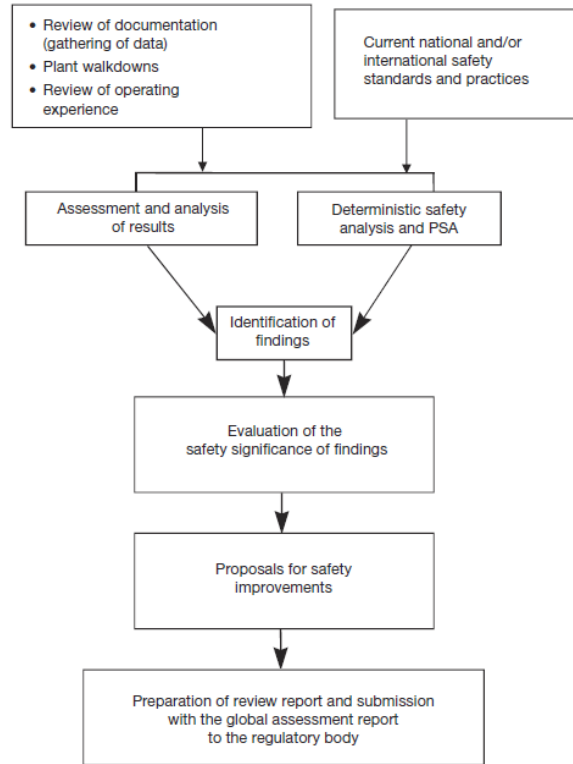 • Review of documentation
(gathering of data)
• Plant walkdowns
• Review of operating
experience
Current national and/or
international safety
standards and practices
Assessment and analysis
of results
Deterministic safety
analysis and PSA
Identification of
findings
Evaluation of the
safety significance of findings
Proposals for safety
improvements
Preparation of review report and submission
with the global assessment report
to the regulatory body